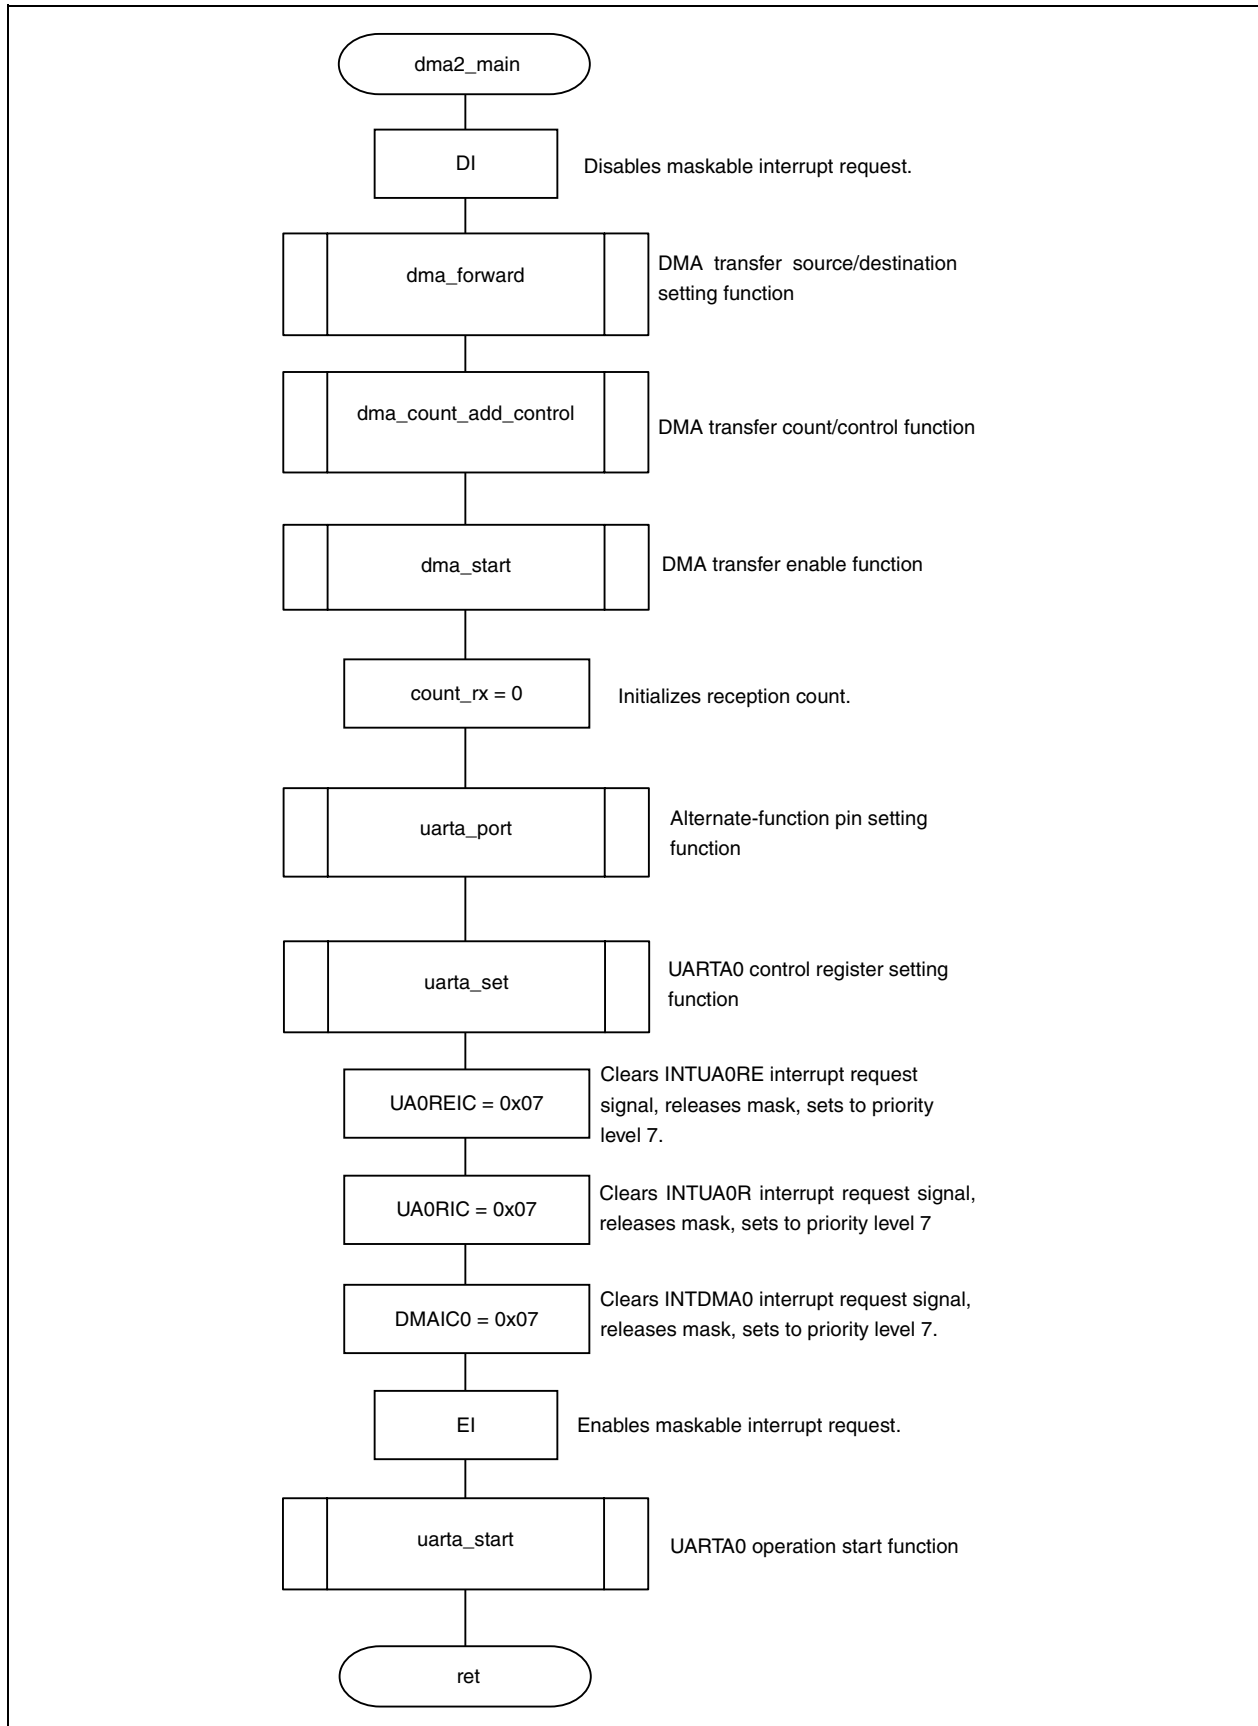 dma2_main
DI
Disables maskable interrupt request.
dma_forward
DMA transfer source/destination
setting function
dma_count_add_control
DMA transfer count/control function
dma_start
DMA transfer enable function
count_rx = 0
Initializes reception count.
uarta_port
Alternate-function pin setting
function
uarta_set
UARTA0 control register setting
function
UA0REIC = 0x07
Clears INTUA0RE interrupt request
signal, releases mask, sets to priority
level 7.
UA0RIC = 0x07
Clears INTUA0R interrupt request signal,
releases mask, sets to priority level 7
DMAIC0 = 0x07
Clears INTDMA0 interrupt request signal,
releases mask, sets to priority level 7.
EI
Enables maskable interrupt request.
uarta_start
UARTA0 operation start function
ret